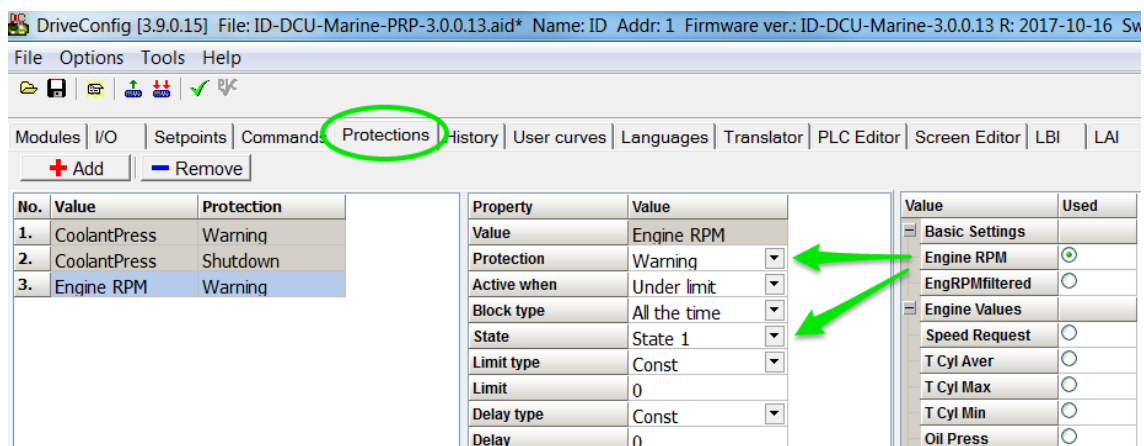 DriveConfig [3.9.0.15] File: ID-DCU-Marine-PRP-3.0.0.13.aid* Name: ID Addr: 1 Firmware ver.: ID-DCU-Marine-3.0.0.13 R: 2017-10-16 Sw
File Options Tools Help
Modules I/O Setpoints Commands Protections History User curves Languages Translator PLC Editor Screen Editor LBI LAI
Add Remove
No. Value Protection
1. CoolantPress Warning
2. CoolantPress Shutdown
3. Engine RPM Warning
Property Value
Value Engine RPM
Protection Warning
Active when Under limit
Block type All the time
State State 1
Limit type Const
Limit 0
Delay type Const
Delay 0
Value Used
Basic Settings
Engine RPM
EngRPMfiltered
Engine Values
Speed Request
T Cyl Aver
T Cyl Max
T Cyl Min
Oil Press